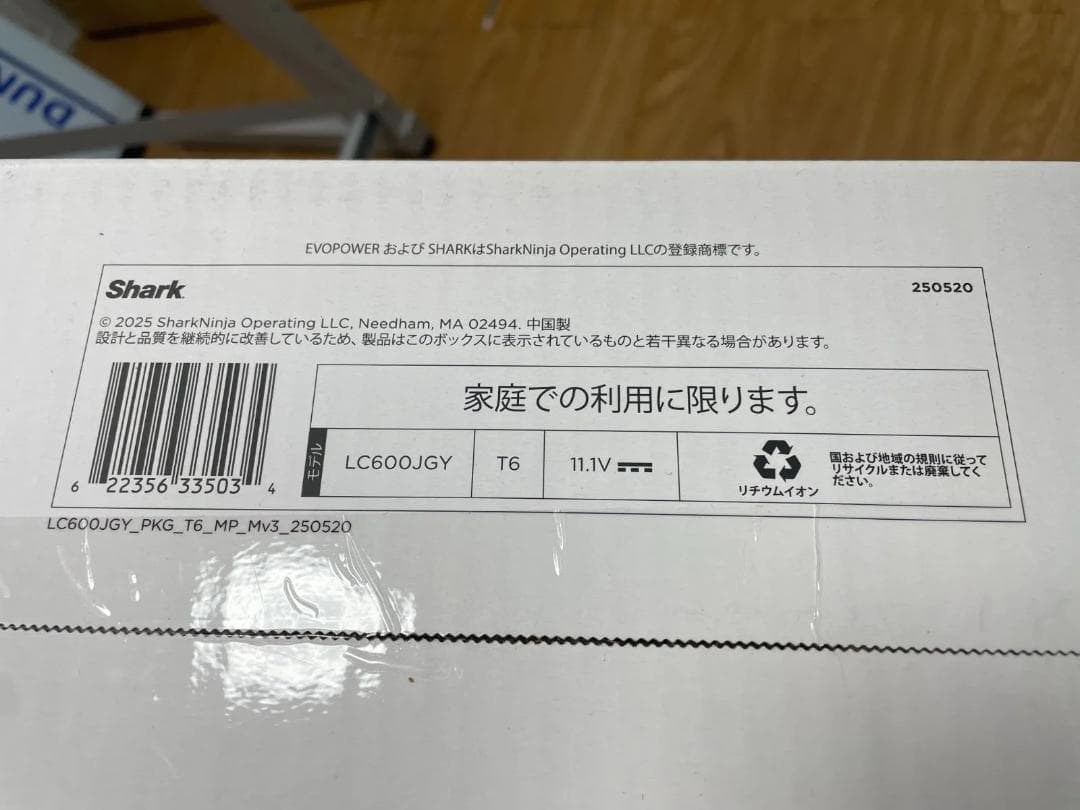 EVOPOWER および SHARKはSharkNinja Operating LLCの登録商標です。
Shark
250520
© 2025 SharkNinja Operating LLC, Needham, MA 02494. 中国製
設計と品質を継続的に改善しているため、製品はこのボックスに表示されているものと若干異なる場合があります。
家庭での利用に限ります。
モデル
LC600JGY
T6
11.1V
リチウムイオン
国および地域の規則に従って
リサイクルまたは廃棄してく
ださい。
6 22356 33503 4
LC600JGY_PKG_T6_MP_Mv3_250520